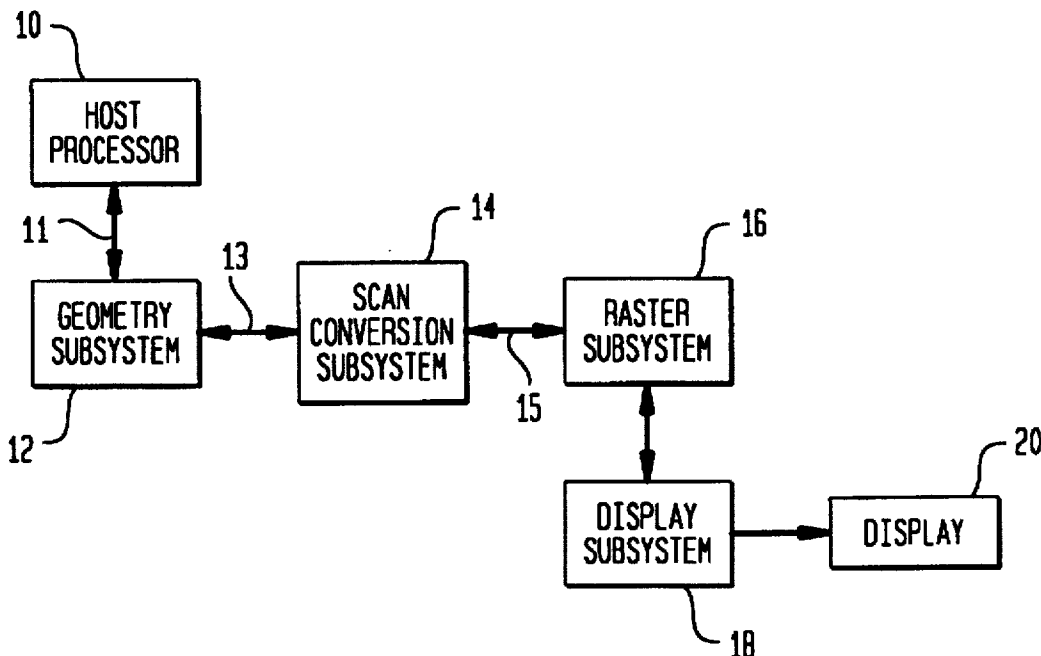 10
HOST
PROCESSOR
11
13
14
16
GEOMETRY
SUBSYSTEM
SCAN
CONVERSION
SUBSYSTEM
RASTER
SUBSYSTEM
12
15
20
DISPLAY
SUBSYSTEM
DISPLAY
18